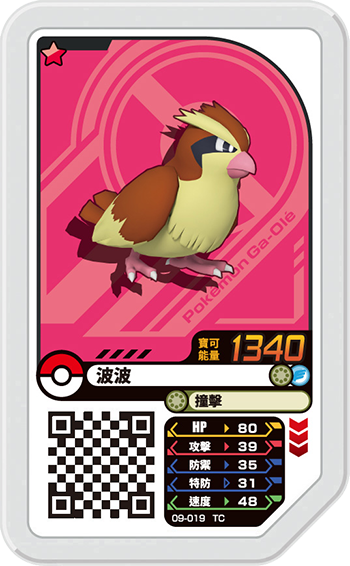 Pokémon Ga-Olé
寶可
能量 1340
波波
撞擊
HP 80
攻擊 39
防禦 35
特防 31
速度 48
09-019 TC